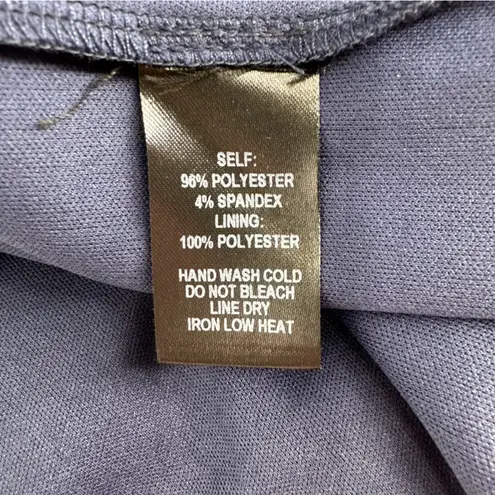 SELF:
96% POLYESTER
4% SPANDEX
LINING:
100% POLYESTER
HAND WASH COLD
DO NOT BLEACH
LINE DRY
IRON LOW HEAT